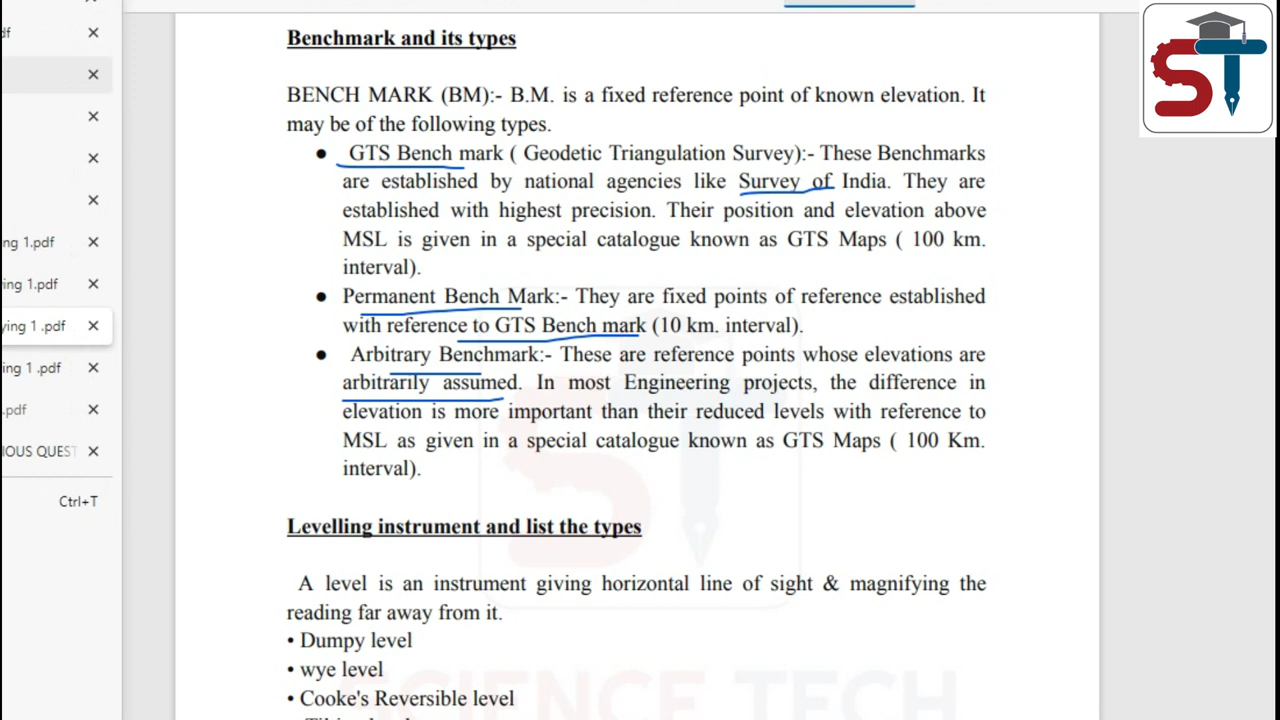 df
ng 1.pdf
ing 1.pdf
ying 1 .pdf
ing 1 .pdf
.pdf
IOUS QUEST
Ctrl+T
ST
Benchmark and its types
BENCH MARK (BM):- B.M. is a fixed reference point of known elevation. It
may be of the following types.
● GTS Bench mark ( Geodetic Triangulation Survey):- These Benchmarks
are established by national agencies like Survey of India. They are
established with highest precision. Their position and elevation above
MSL is given in a special catalogue known as GTS Maps ( 100 km.
interval).
● Permanent Bench Mark:- They are fixed points of reference established
with reference to GTS Bench mark (10 km. interval).
● Arbitrary Benchmark:- These are reference points whose elevations are
arbitrarily assumed. In most Engineering projects, the difference in
elevation is more important than their reduced levels with reference to
MSL as given in a special catalogue known as GTS Maps ( 100 Km.
interval).
Levelling instrument and list the types
A level is an instrument giving horizontal line of sight & magnifying the
reading far away from it.
• Dumpy level
• wye level
• Cooke's Reversible level
SCIENCE TECH